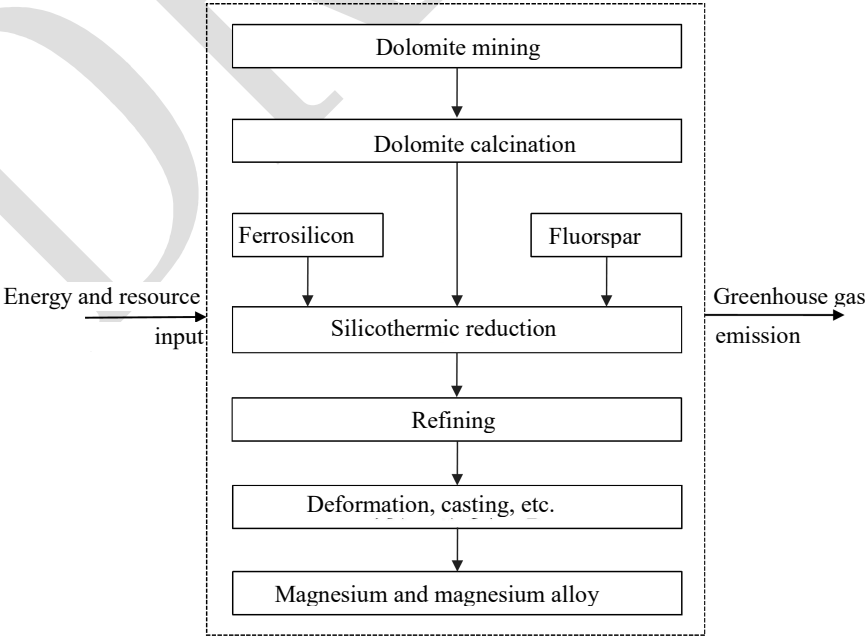 Dolomite mining
Dolomite calcination
Ferrosilicon
Fluorspar
Energy and resource
input
Silicothermic reduction
Greenhouse gas
emission
Refining
Deformation, casting, etc.
Magnesium and magnesium alloy